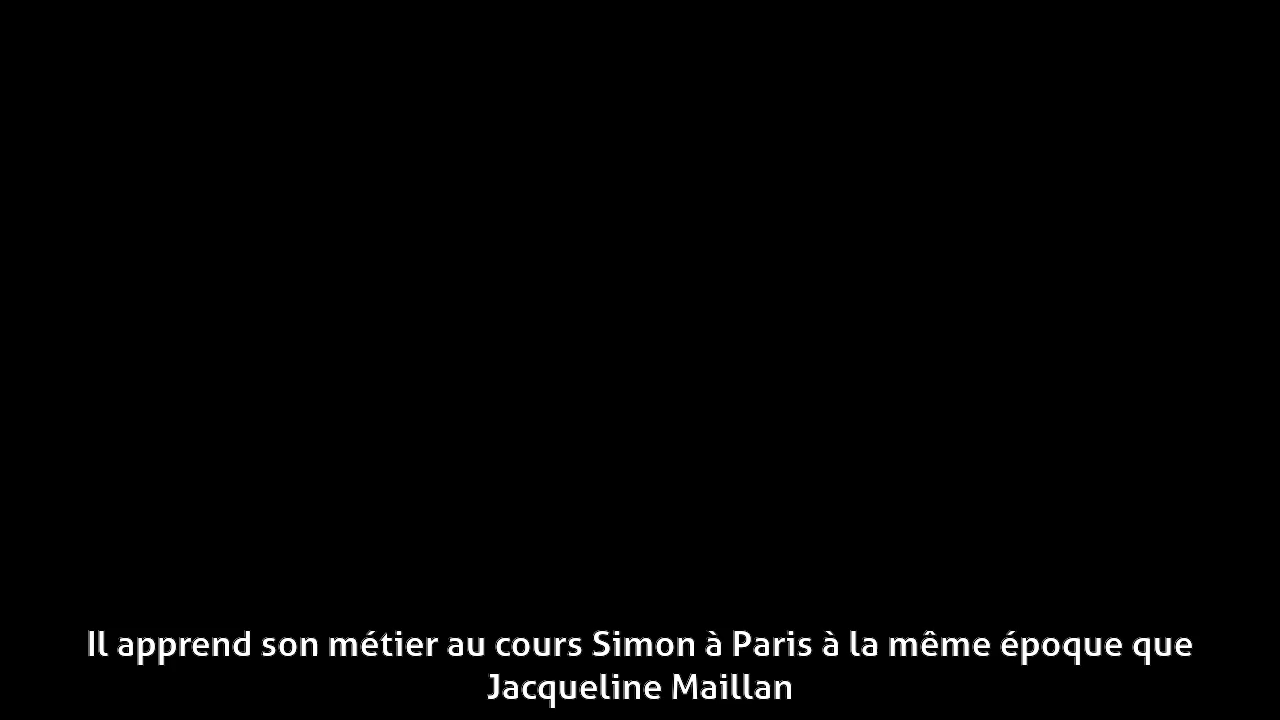 Il apprend son métier au cours Simon à Paris à la même époque que
Jacqueline Maillan